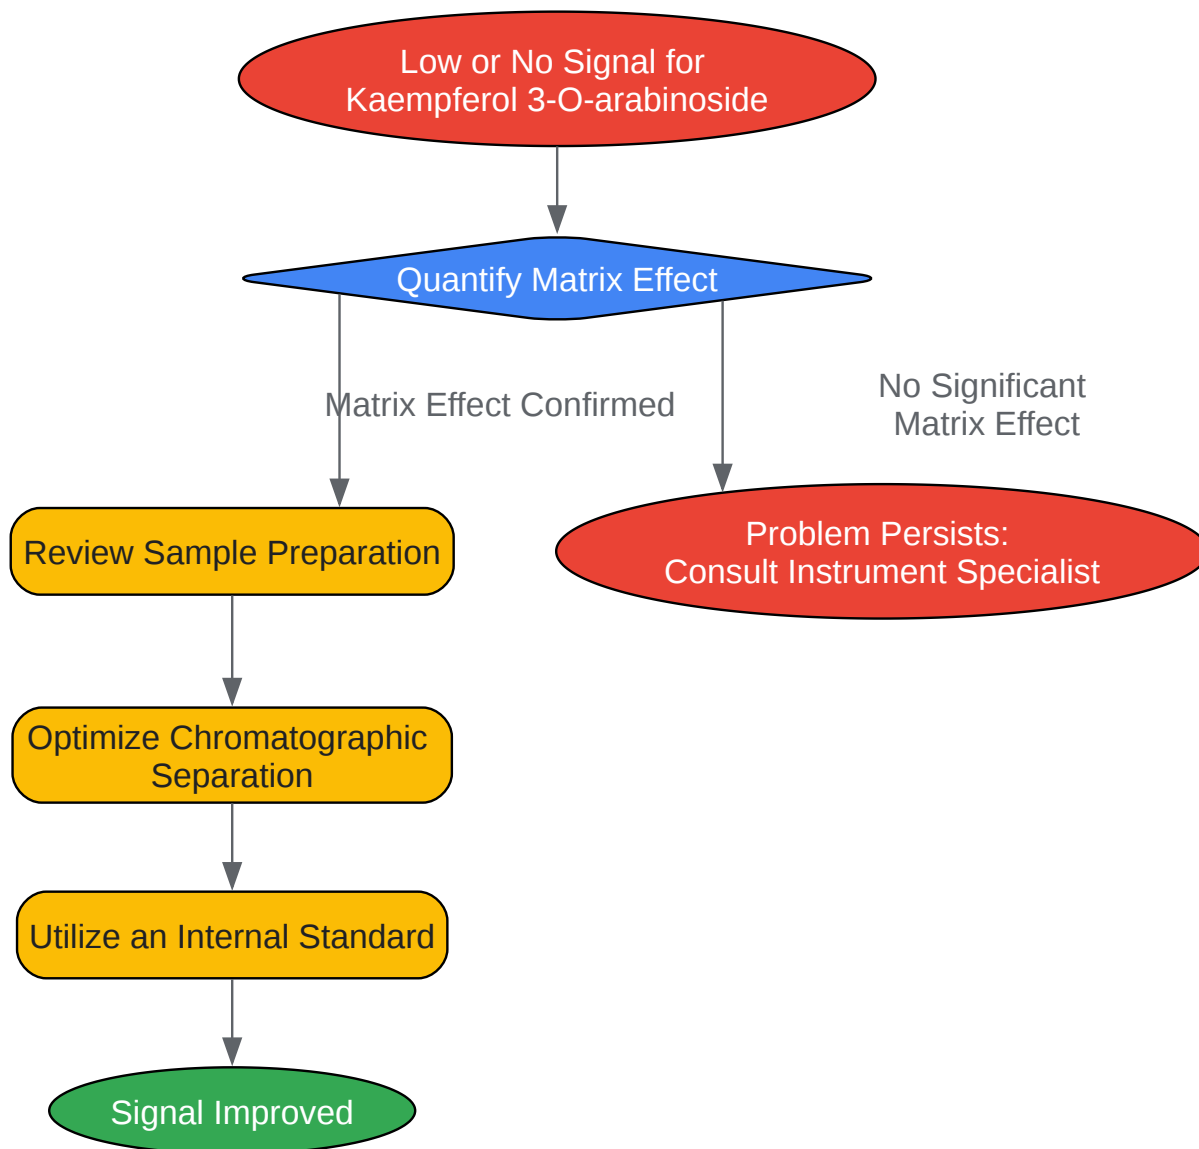 Low or No Signal for
Kaempferol 3-O-arabinoside
Quantify Matrix Effect
Matrix Effect Confirmed
No Significant
Matrix Effect
Review Sample Preparation
Problem Persists:
Consult Instrument Specialist
Optimize Chromatographic
Separation
Utilize an Internal Standard
Signal Improved